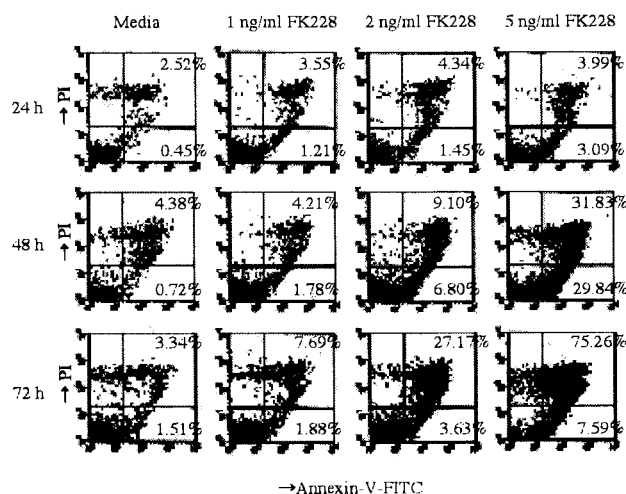 Media 1 ng/ml FK228 2 ng/ml FK228 5 ng/ml FK228
24 h
→PI
2.52% 3.55% 4.34% 3.99%
0.45% 1.21% 1.45% 3.09%
48 h
→PI
4.38% 4.21% 9.10% 31.83%
0.72% 1.78% 6.80% 29.84%
72 h
→PI
3.34% 7.69% 27.17% 75.26%
1.51% 1.88% 3.63% 7.59%
→Annexin-V-FITC